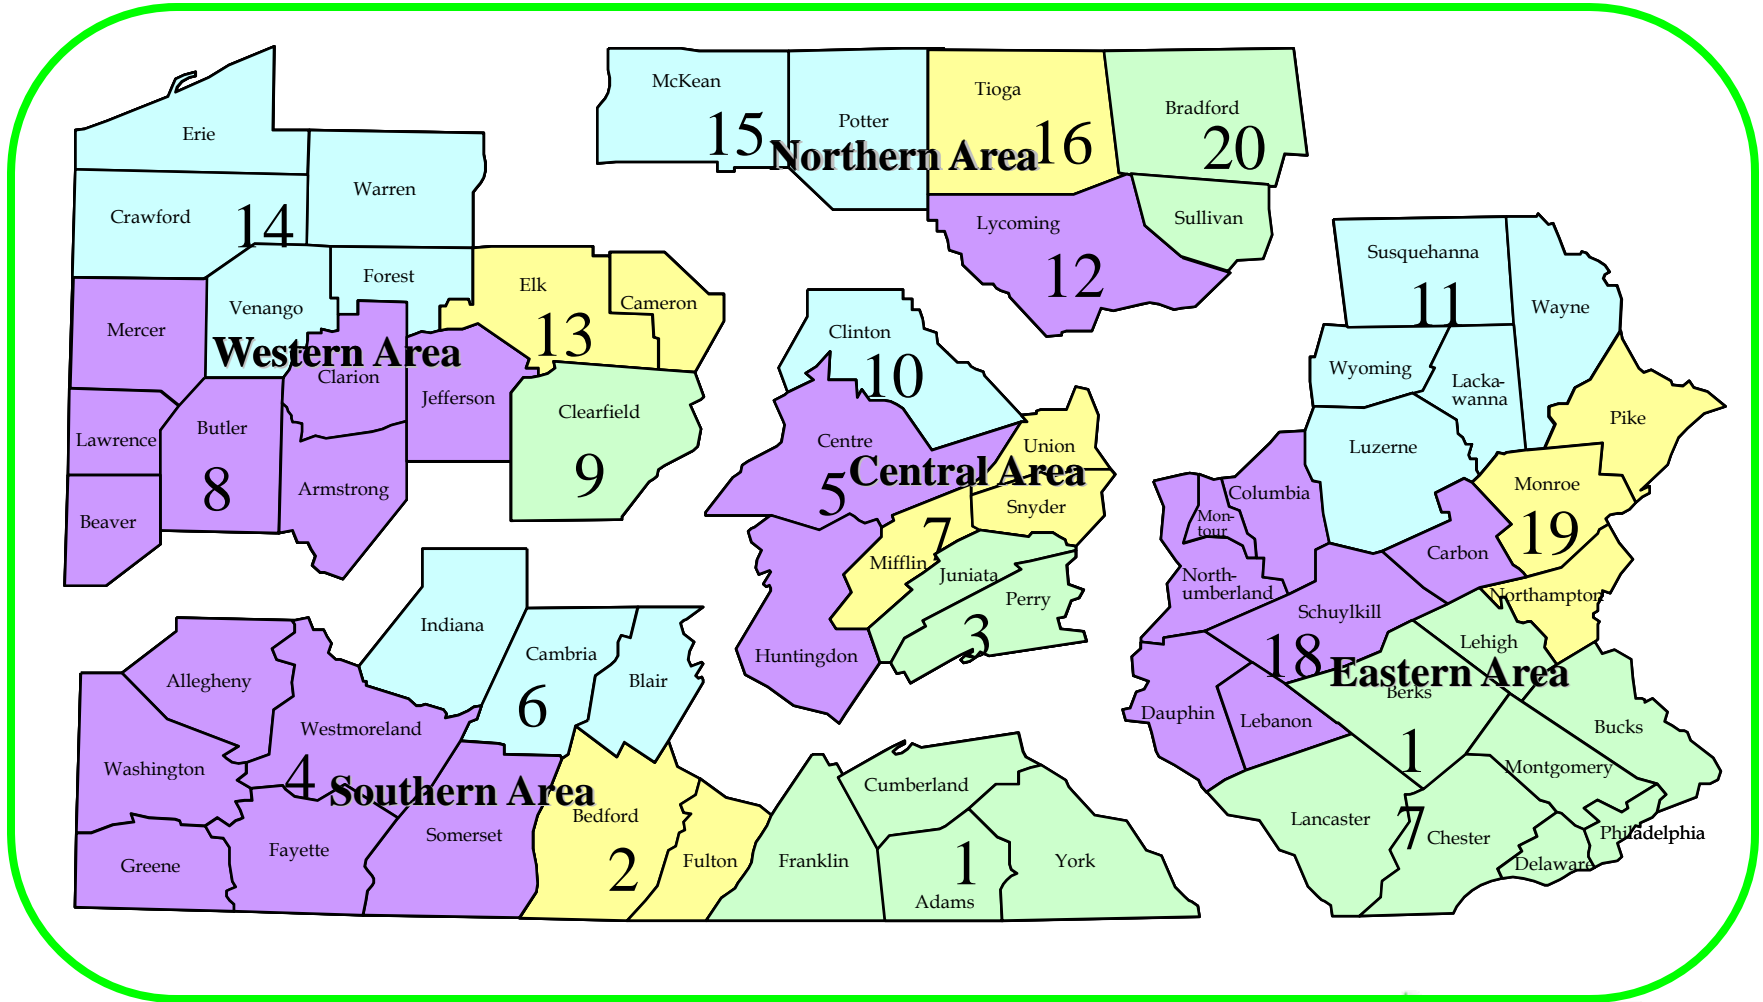 Erie
Crawford
Warren
14
Venango
Forest
Mercer
Western Area
Clarion
Elk
13
Cameron
Jefferson
Clearfield
9
Lawrence
Butler
8
Armstrong
Beaver
McKean
15
Potter
Northern Area
Tioga
16
Bradford
20
Sullivan
Lycoming
12
Clinton
10
Centre
5
Central Area
Union
Snyder
7
Mifflin
Juniata
Perry
3
Huntingdon
Susquehanna
11
Wayne
Wyoming
Lacka-
wanna
Pike
Luzerne
Columbia
Mon-
tour
Monroe
19
Carbon
North-
umberland
Northampton
Schuylkill
18
Lehigh
Eastern Area
Berks
Dauphin
Lebanon
Bucks
1
Montgomery
Lancaster
7
Chester
Philadelphia
Delaware
Indiana
Cambria
6
Blair
Allegheny
Westmoreland
Washington
4
Southern Area
Somerset
Bedford
2
Fulton
Greene
Fayette
Cumberland
Franklin
1
Adams
York